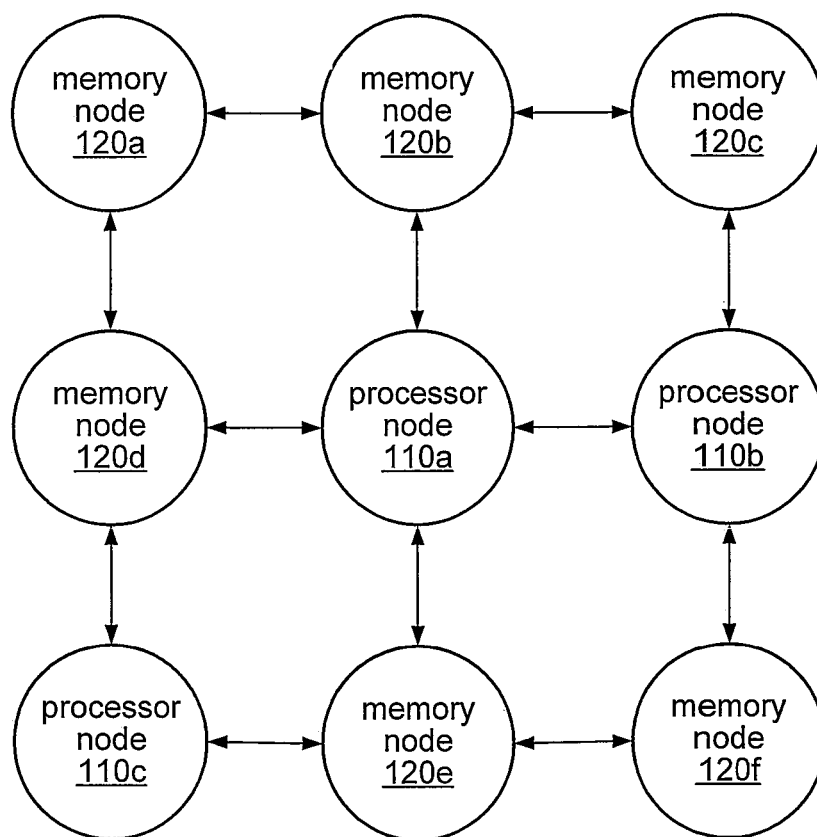 memory
node
120a
memory
node
120b
memory
node
120c
memory
node
120d
processor
node
110a
processor
node
110b
processor
node
110c
memory
node
120e
memory
node
120f